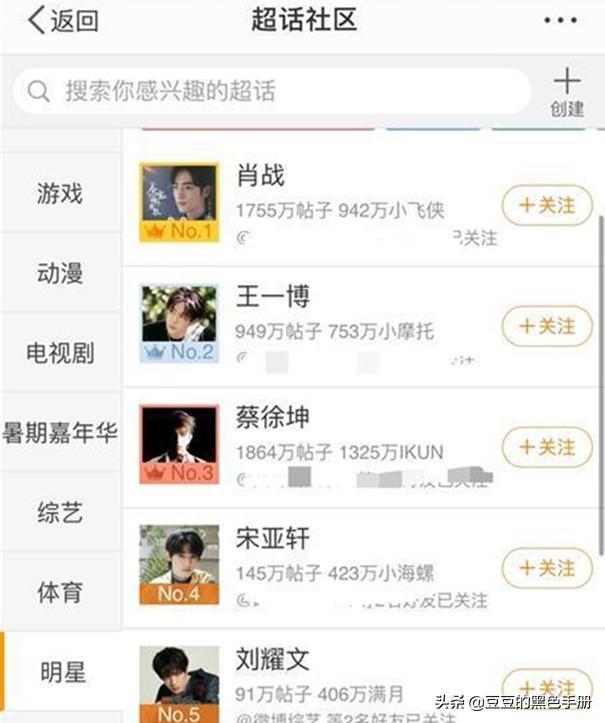 返回
超话社区
搜索你感兴趣的超话
创建
游戏
动漫
电视剧
暑期嘉年华
综艺
体育
明星
肖战
1755万帖子 942万小飞侠
已关注
No.1
+关注
王一博
949万帖子 753万小摩托
No.2
+关注
蔡徐坤
1864万帖子 1325万IKUN
已关注
No.3
+关注
宋亚轩
145万帖子 423万小海螺
好友已关注
No.4
+关注
刘耀文
91万帖子 406万满月
@微博综艺 等2名好友已关注
No.5
+关注
头条 @豆豆的黑色手册